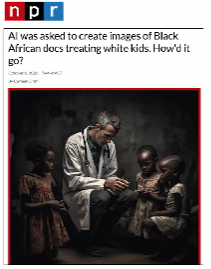 npr
AI was asked to create images of Black
African docs treating white kids. How'd it
go?